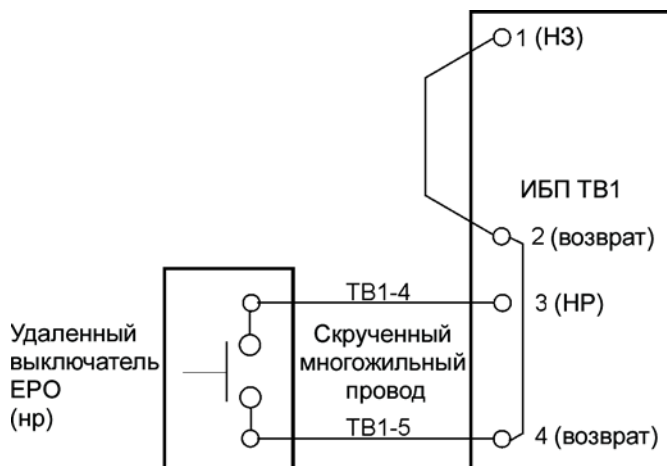 1 (НЗ)
ИБП ТВ1
2 (возврат)
ТВ1-4
3 (НР)
Удаленный
выключатель
ЕРО
(нр)
Скрученный
многожильный
провод
ТВ1-5
4 (возврат)